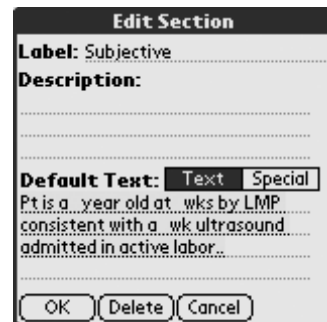 Edit Section
Label: Subjective
Description:
Default Text: Text Special
Pt is a _ year old at _ wks by LMP
consistent with a _ wk ultrasound
admitted in active labor..
OK Delete Cancel